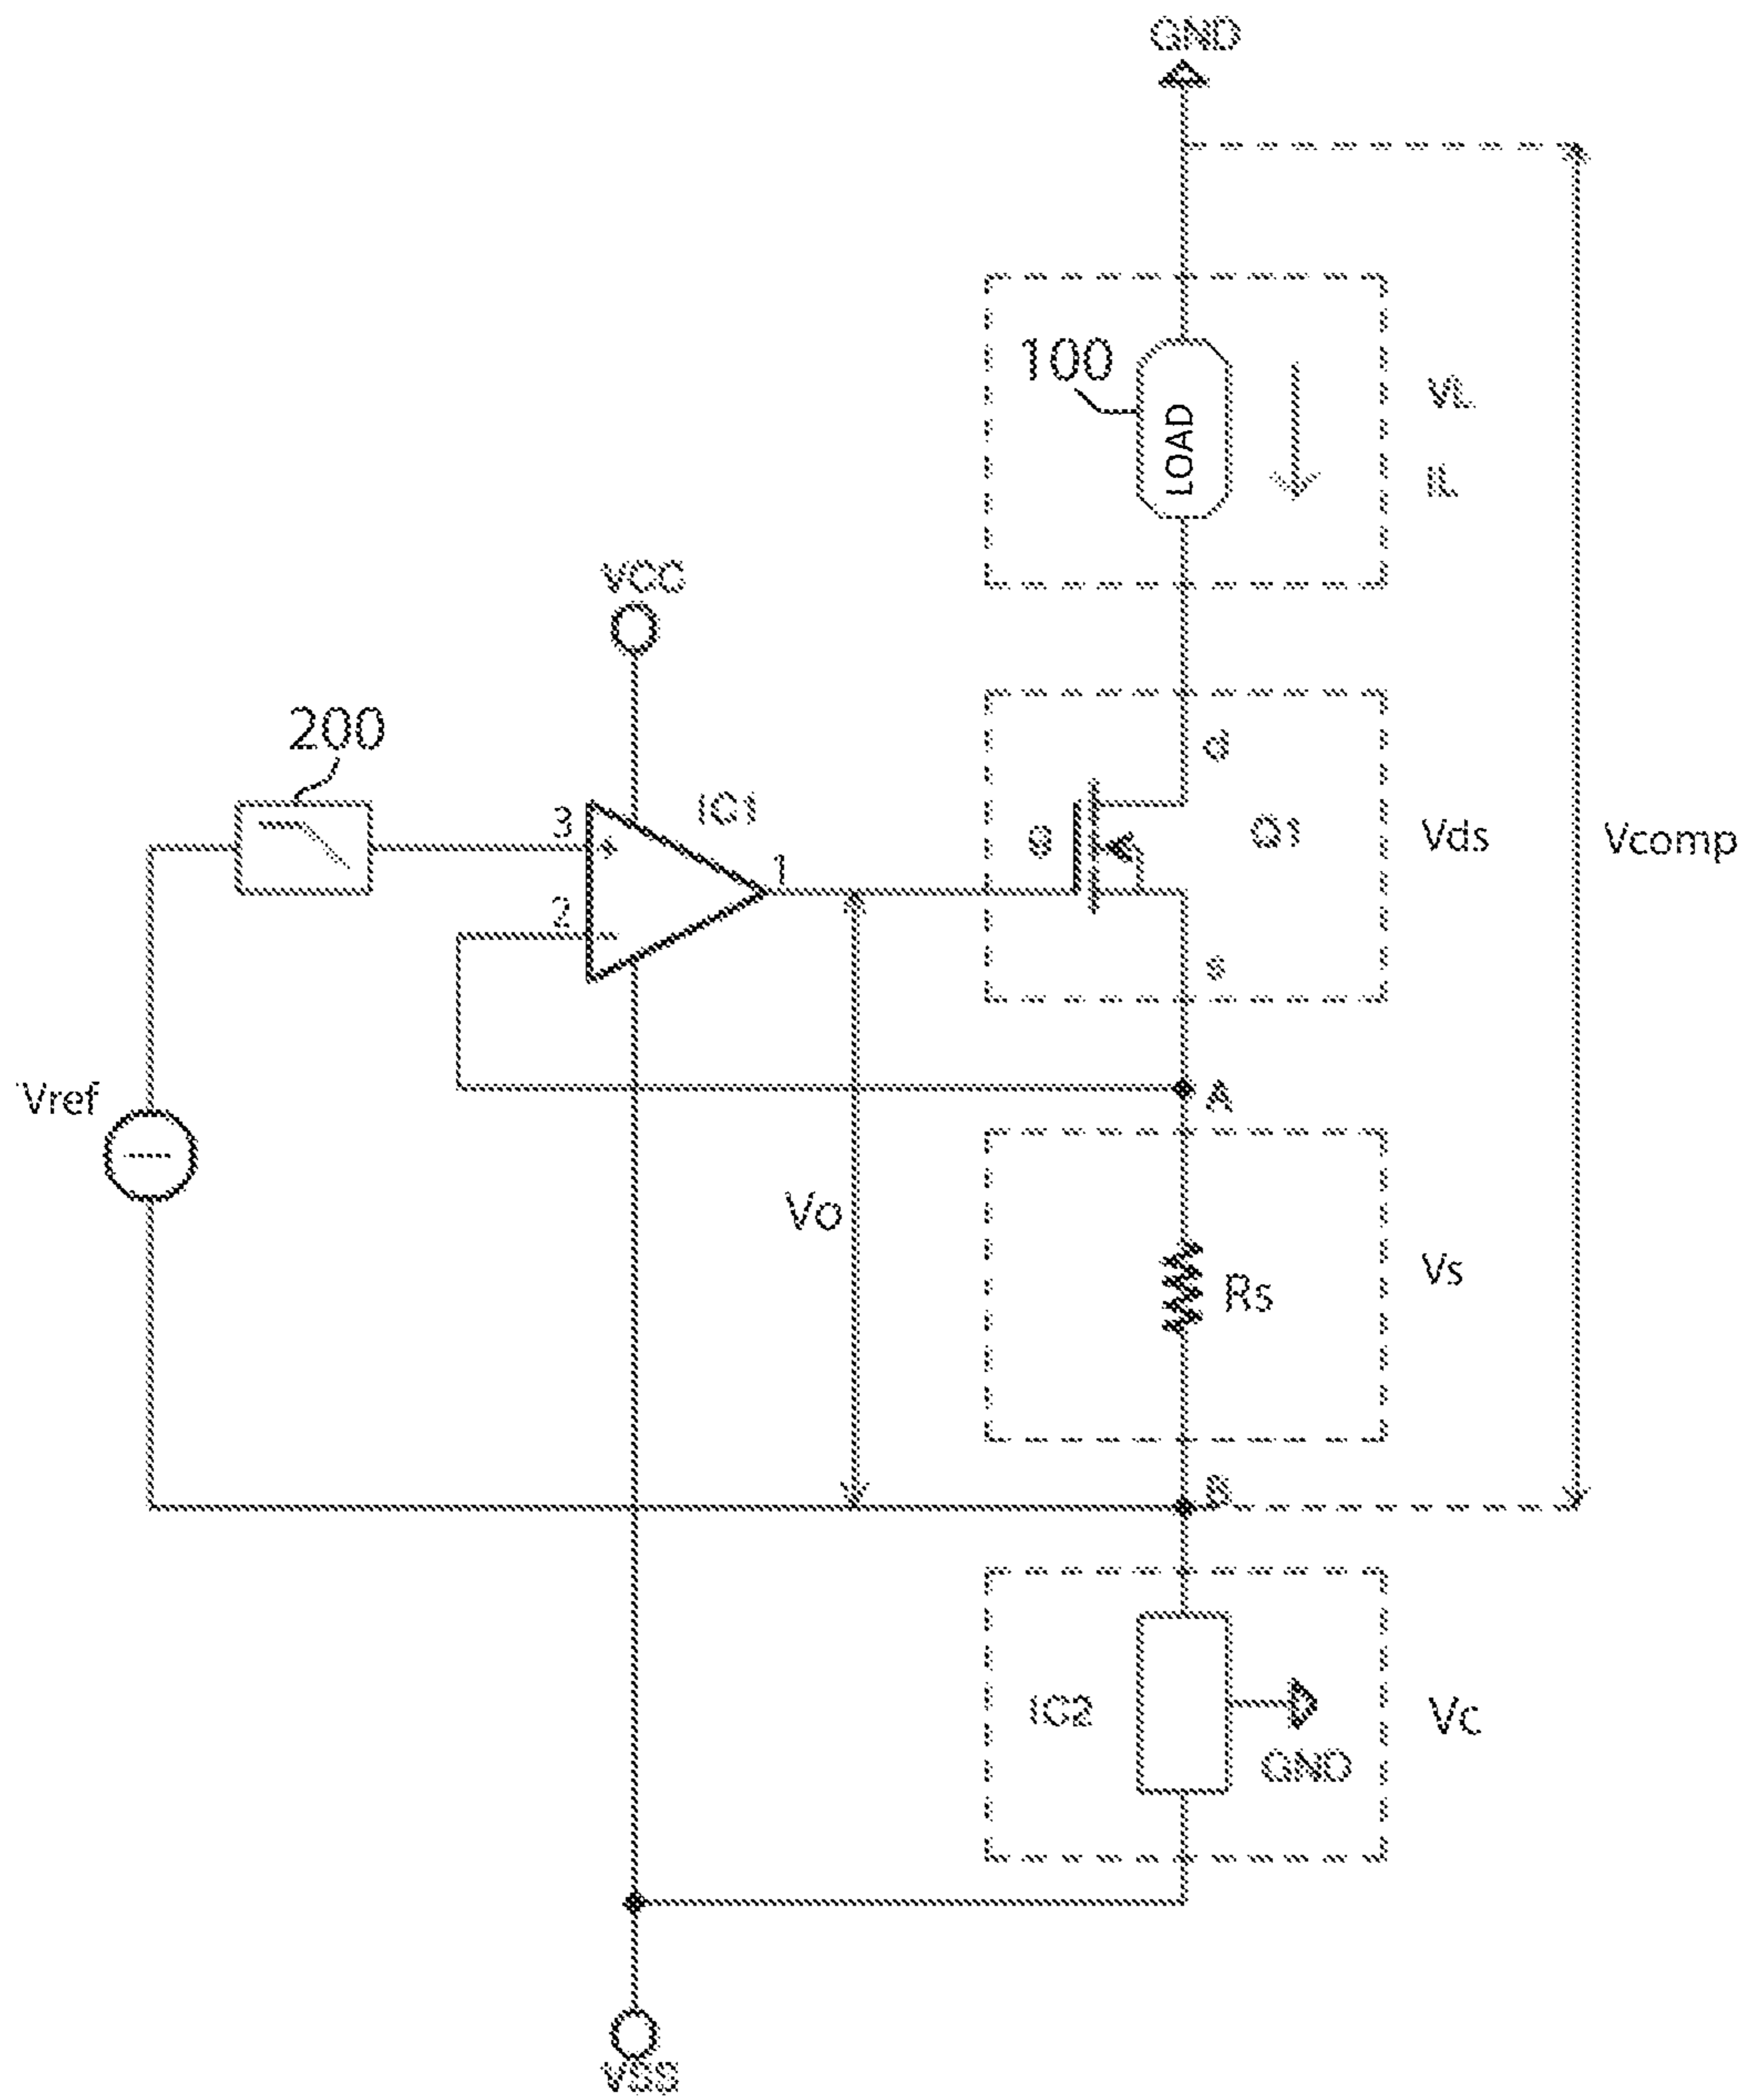 GND
100
LOAD
VL
IL
VCC
200
3
IC1
+
d
1
g
Q1
Vds
Vcomp
2
-
s
Vref
A
Vo
Rs
Vs
B
IC2
Vc
GND
VSS